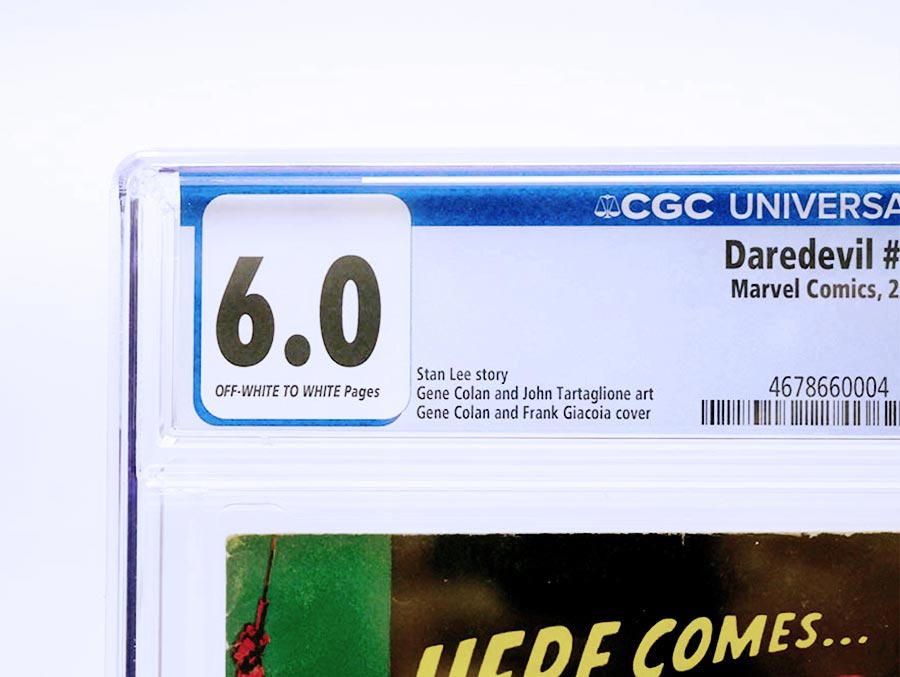 CGC UNIVERSA
Daredevil #
Marvel Comics, 2
6.0
OFF-WHITE TO WHITE Pages
Stan Lee story
Gene Colan and John Tartaglione art
Gene Colan and Frank Giacoia cover
4678660004
HERE COMES...